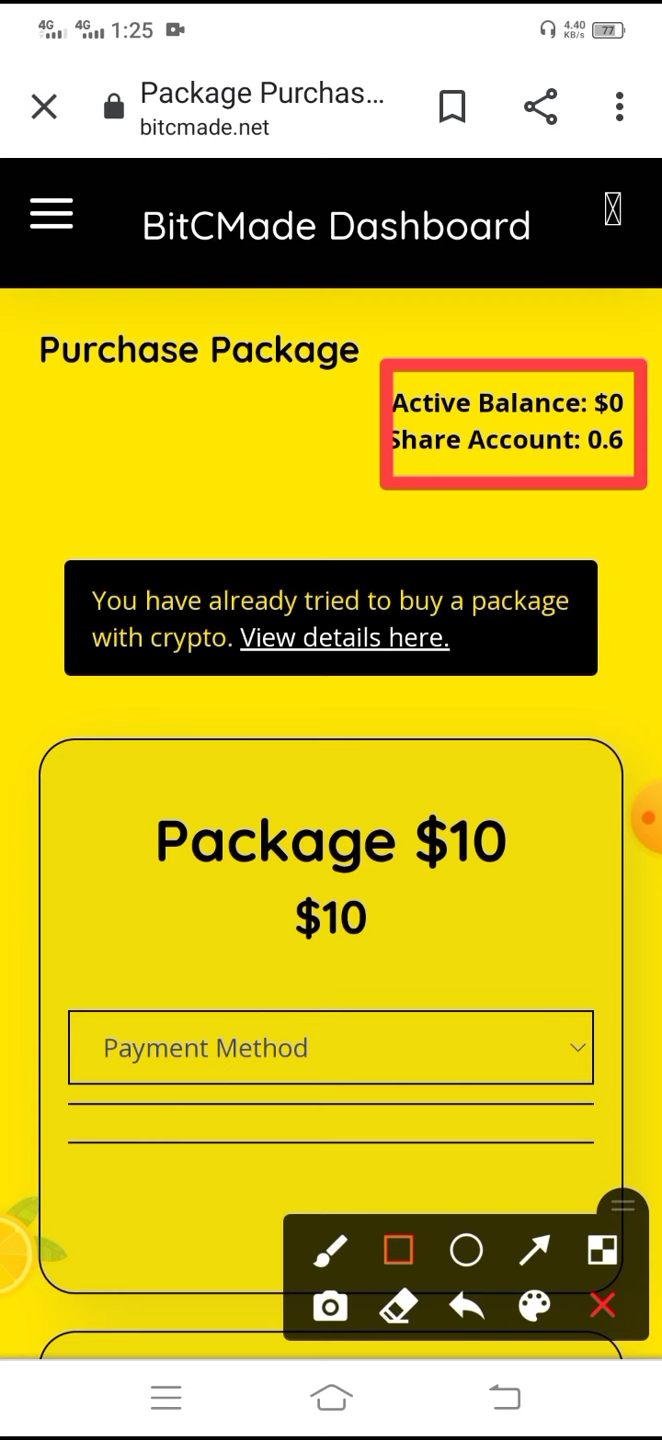 4G 4G 1:25 4.40 KB/s 77
Package Purchas...
bitcmade.net
BitCMade Dashboard
Purchase Package
Active Balance: $0
Share Account: 0.6
You have already tried to buy a package
with crypto. View details here.
Package $10
$10
Payment Method